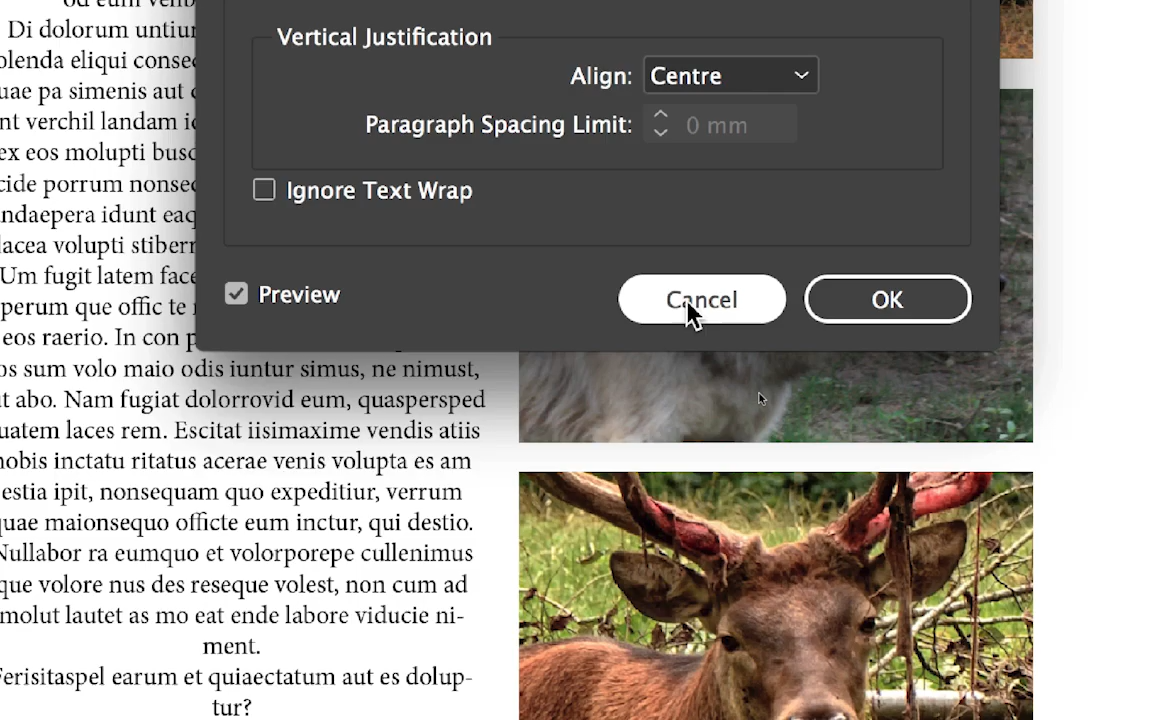 od eum
Di dolorum untiur
olenda eliqui consec
uae pa simenis aut
nt verchil landam
ex eos molupti busc
cide porrum nonsec
ndaepera idunt eaq
lacea volupti stiberr
Um fugit latem face
perum que offic te
eos raerio. In con p
os sum volo maio odis iuntur simus, ne nimust,
ut abo. Nam fugiat dolorrovid eum, quaspersped
uatem laces rem. Escitat iisimaxime vendis atiis
nobis inctatu ritatus acerae venis volupta es am
estia ipit, nonsequam quo expeditiur, verrum
quae maionsequo officte eum inctur, qui destio.
Nullabor ra eumquo et volorporepe cullenimus
que volore nus des reseque volest, non cum ad
molut lautet as mo eat ende labore viducie ni-
ment.
Ferisitaspel earum et quiaectatum aut es dolup-
tur?
Vertical Justification
Align: Centre
Paragraph Spacing Limit: 0 mm
Ignore Text Wrap
Preview
Cancel
OK